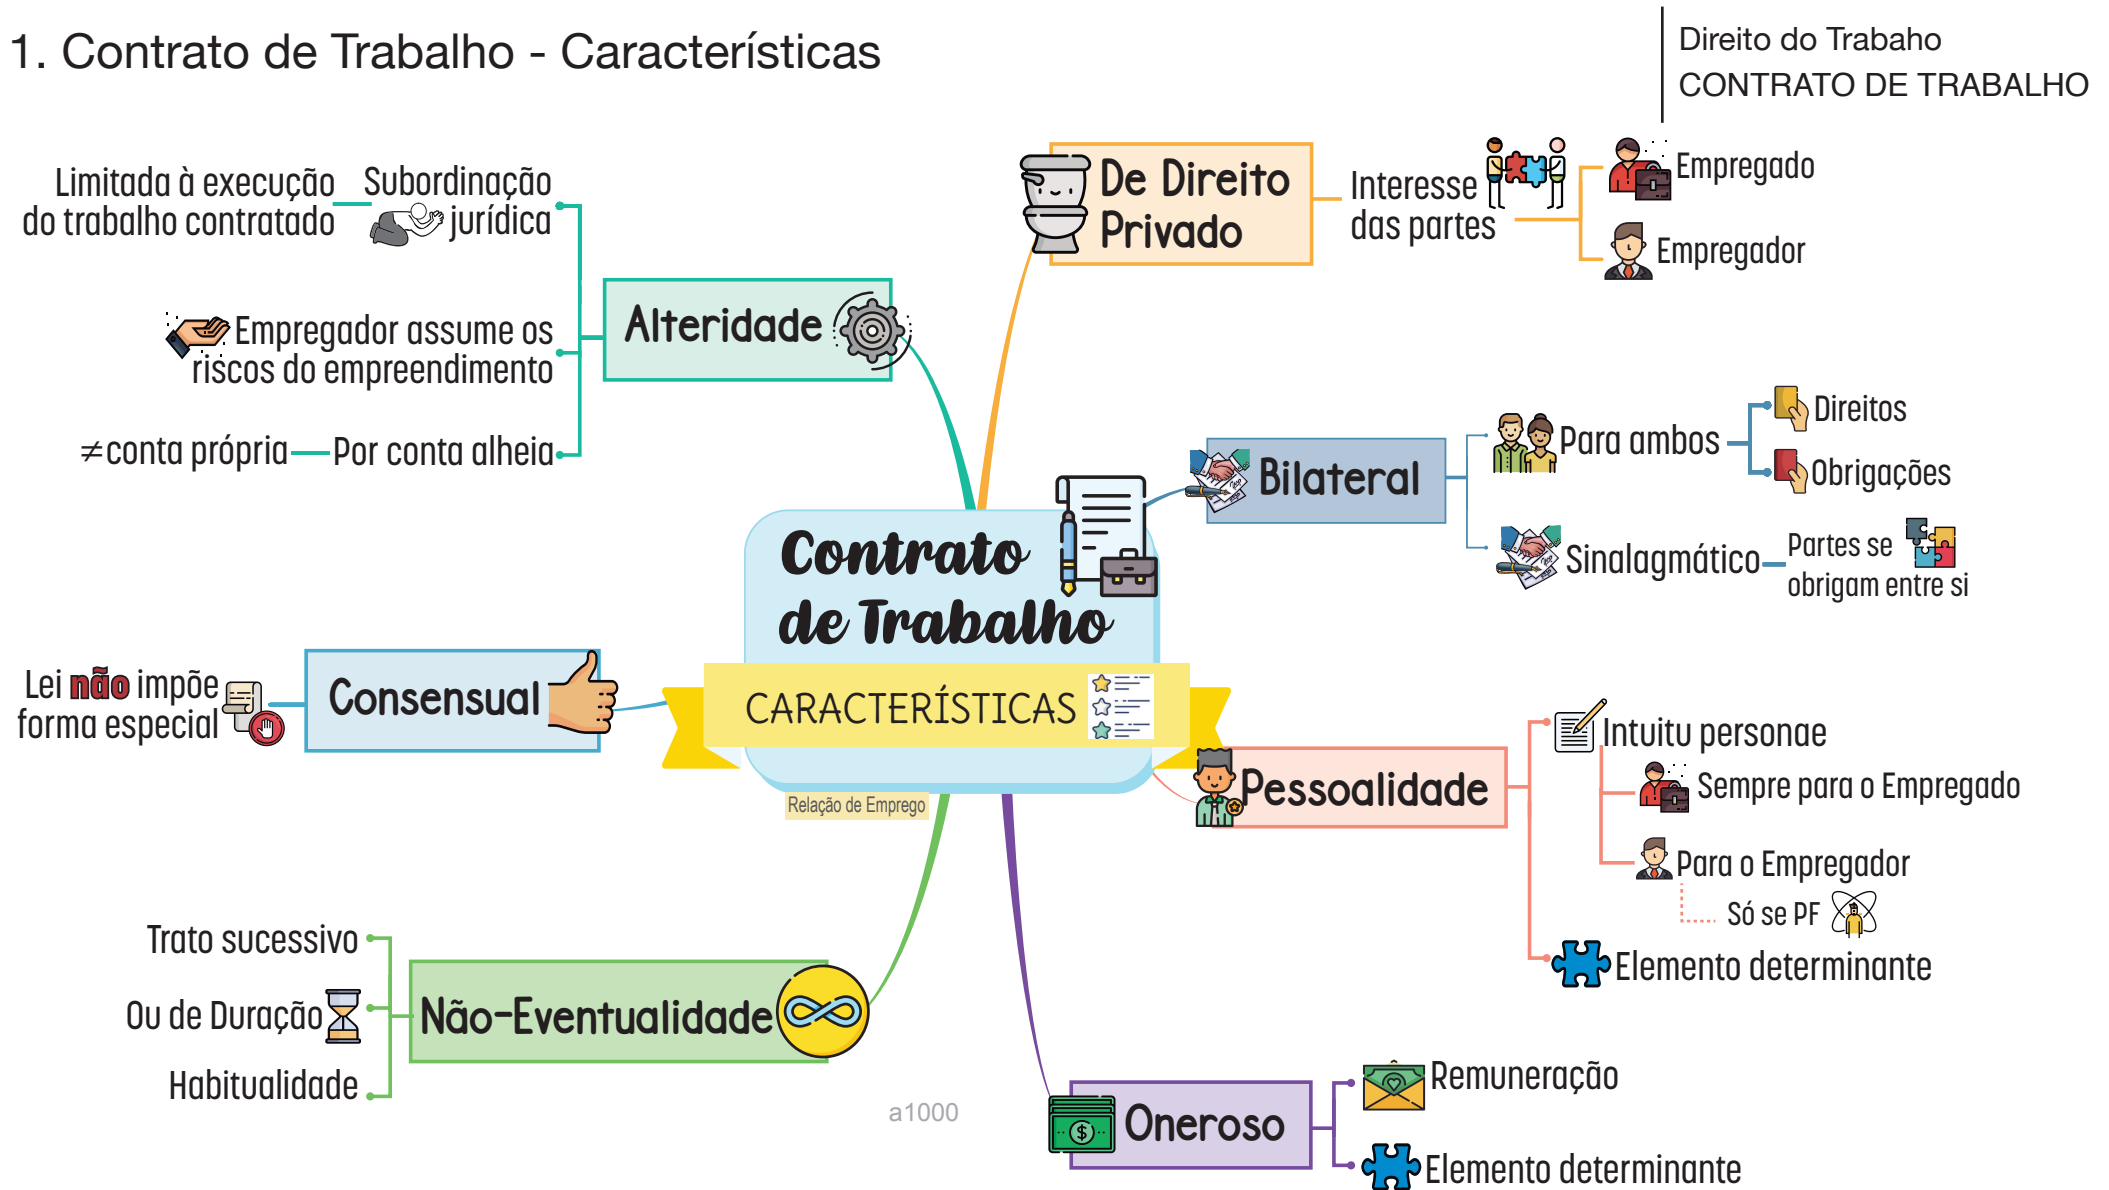 1. Contrato de Trabalho - Características
Direito do Trabaho
CONTRATO DE TRABALHO
De Direito
Privado
Interesse
das partes
Empregado
Empregador
Bilateral
Para ambos
Direitos
Obrigações
Sinalagmático
Partes se
obrigam entre si
Pessoalidade
Intuitu personae
Sempre para o Empregado
Para o Empregador
Só se PF
Elemento determinante
Oneroso
Remuneração
Elemento determinante
Contrato
de Trabalho
CARACTERÍSTICAS
Relação de Emprego
Alteridade
Subordinação
jurídica
Limitada à execução
do trabalho contratado
Empregador assume os
riscos do empreendimento
Por conta alheia
≠conta própria
Consensual
Lei não impõe
forma especial
Não-Eventualidade
Trato sucessivo
Ou de Duração
Habitualidade
a1000